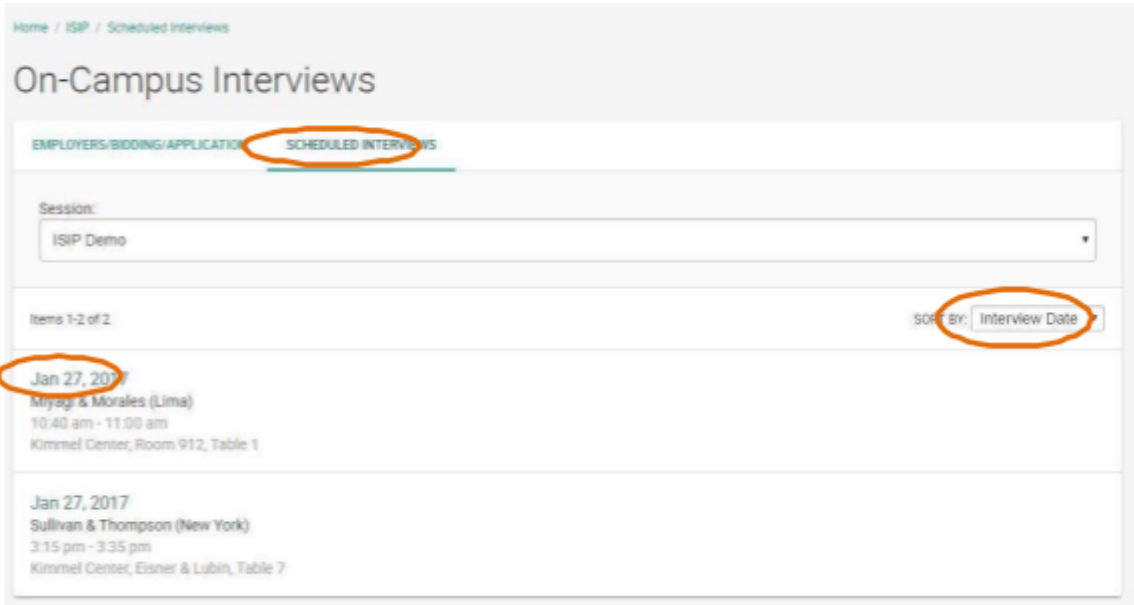 Home / ISIP / Scheduled Interviews
On-Campus Interviews
EMPLOYERS/BIDDING/APPLICATION SCHEDULED INTERVIEWS
Session:
ISIP Demo
Items 1-2 of 2
SORT BY: Interview Date
Jan 27, 2017
Miyagi & Morales (Lima)
10:40 am - 11:00 am
Kimmel Center, Room 912, Table 1
Jan 27, 2017
Sullivan & Thompson (New York)
3:15 pm - 3:35 pm
Kimmel Center, Eisner & Lubin, Table 7